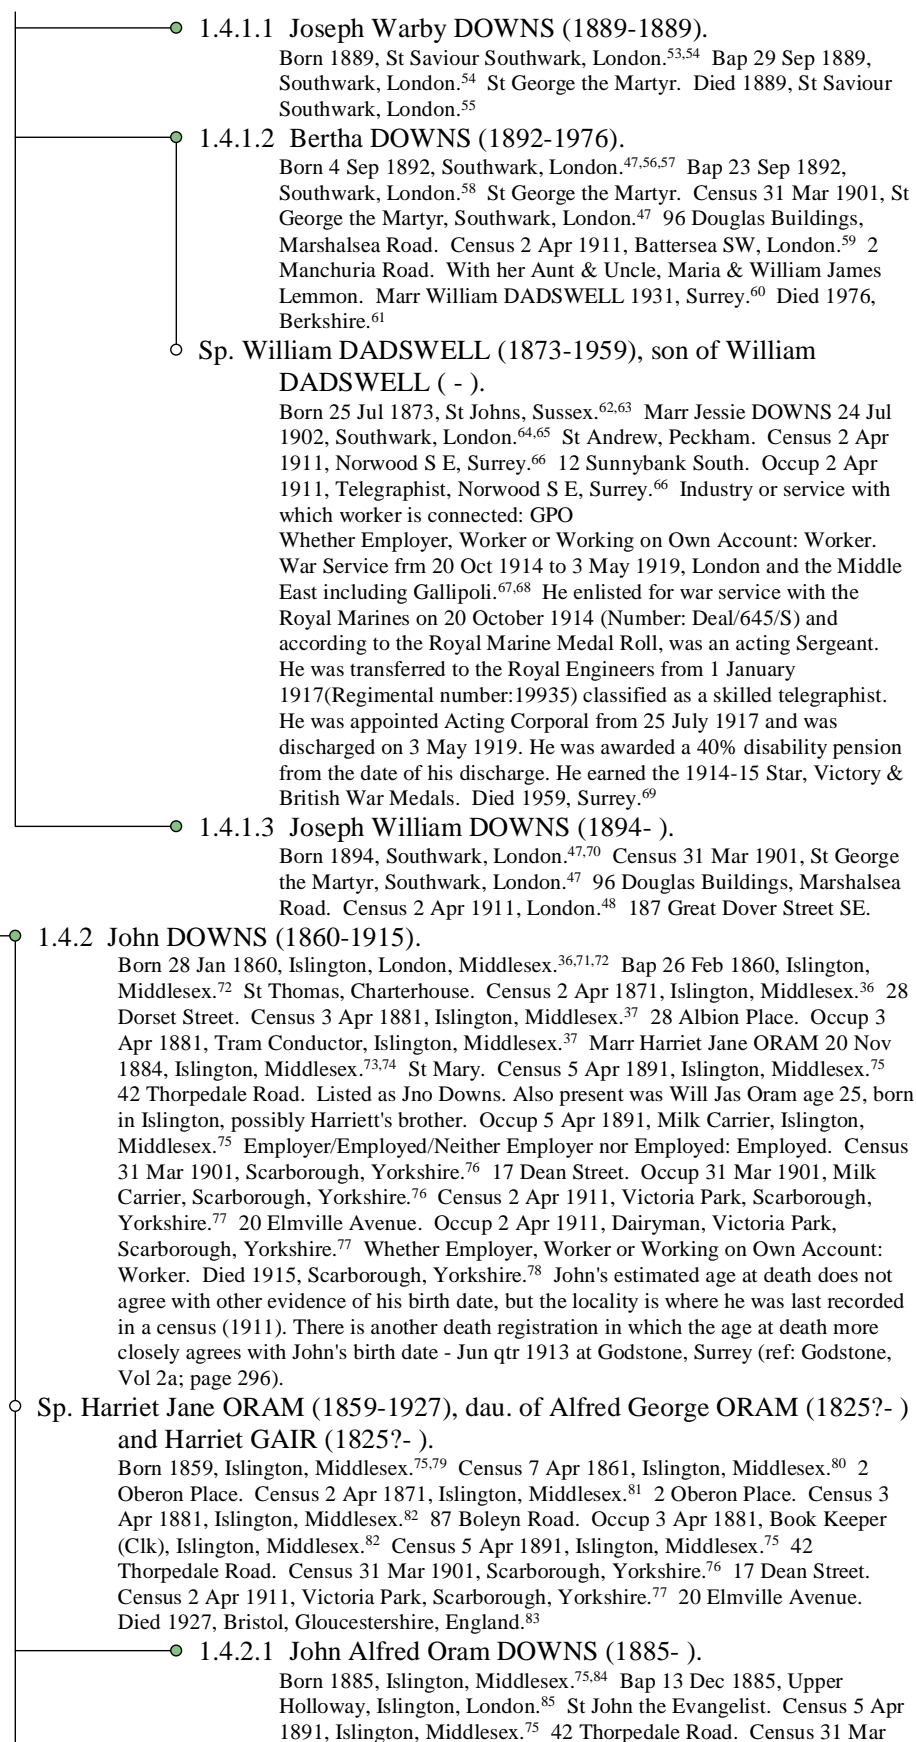 1.4.1.1  Joseph Warby DOWNS (1889-1889).
Born 1889, St Saviour Southwark, London.53,54  Bap 29 Sep 1889,
Southwark, London.54  St George the Martyr.  Died 1889, St Saviour
Southwark, London.55
1.4.1.2  Bertha DOWNS (1892-1976).
Born 4 Sep 1892, Southwark, London.47,56,57  Bap 23 Sep 1892,
Southwark, London.58  St George the Martyr.  Census 31 Mar 1901, St
George the Martyr, Southwark, London.47  96 Douglas Buildings,
Marshalsea Road.  Census 2 Apr 1911, Battersea SW, London.59  2
Manchuria Road.  With her Aunt & Uncle, Maria & William James
Lemmon.  Marr William DADSWELL 1931, Surrey.60  Died 1976,
Berkshire.61
Sp. William DADSWELL (1873-1959), son of William
DADSWELL ( - ).
Born 25 Jul 1873, St Johns, Sussex.62,63  Marr Jessie DOWNS 24 Jul
1902, Southwark, London.64,65  St Andrew, Peckham.  Census 2 Apr
1911, Norwood S E, Surrey.66  12 Sunnybank South.  Occup 2 Apr
1911, Telegraphist, Norwood S E, Surrey.66  Industry or service with
which worker is connected: GPO
Whether Employer, Worker or Working on Own Account: Worker.
War Service frm 20 Oct 1914 to 3 May 1919, London and the Middle
East including Gallipoli.67,68  He enlisted for war service with the
Royal Marines on 20 October 1914 (Number: Deal/645/S) and
according to the Royal Marine Medal Roll, was an acting Sergeant.
He was transferred to the Royal Engineers from 1 January
1917(Regimental number:19935) classified as a skilled telegraphist.
He was appointed Acting Corporal from 25 July 1917 and was
discharged on 3 May 1919. He was awarded a 40% disability pension
from the date of his discharge. He earned the 1914-15 Star, Victory &
British War Medals.  Died 1959, Surrey.69
1.4.1.3  Joseph William DOWNS (1894- ).
Born 1894, Southwark, London.47,70  Census 31 Mar 1901, St George
the Martyr, Southwark, London.47  96 Douglas Buildings, Marshalsea
Road.  Census 2 Apr 1911, London.48  187 Great Dover Street SE.
1.4.2  John DOWNS (1860-1915).
Born 28 Jan 1860, Islington, London, Middlesex.36,71,72  Bap 26 Feb 1860, Islington,
Middlesex.72  St Thomas, Charterhouse.  Census 2 Apr 1871, Islington, Middlesex.36  28
Dorset Street.  Census 3 Apr 1881, Islington, Middlesex.37  28 Albion Place.  Occup 3
Apr 1881, Tram Conductor, Islington, Middlesex.37  Marr Harriet Jane ORAM 20 Nov
1884, Islington, Middlesex.73,74  St Mary.  Census 5 Apr 1891, Islington, Middlesex.75
42 Thorpedale Road.  Listed as Jno Downs. Also present was Will Jas Oram age 25, born
in Islington, possibly Harriett's brother.  Occup 5 Apr 1891, Milk Carrier, Islington,
Middlesex.75  Employer/Employed/Neither Employer nor Employed: Employed.  Census
31 Mar 1901, Scarborough, Yorkshire.76  17 Dean Street.  Occup 31 Mar 1901, Milk
Carrier, Scarborough, Yorkshire.76  Census 2 Apr 1911, Victoria Park, Scarborough,
Yorkshire.77  20 Elmville Avenue.  Occup 2 Apr 1911, Dairyman, Victoria Park,
Scarborough, Yorkshire.77  Whether Employer, Worker or Working on Own Account:
Worker.  Died 1915, Scarborough, Yorkshire.78  John's estimated age at death does not
agree with other evidence of his birth date, but the locality is where he was last recorded
in a census (1911). There is another death registration in which the age at death more
closely agrees with John's birth date - Jun qtr 1913 at Godstone, Surrey (ref: Godstone,
Vol 2a; page 296).
Sp. Harriet Jane ORAM (1859-1927), dau. of Alfred George ORAM (1825?- )
and Harriet GAIR (1825?- ).
Born 1859, Islington, Middlesex.75,79  Census 7 Apr 1861, Islington, Middlesex.80  2
Oberon Place.  Census 2 Apr 1871, Islington, Middlesex.81  2 Oberon Place.  Census 3
Apr 1881, Islington, Middlesex.82  87 Boleyn Road.  Occup 3 Apr 1881, Book Keeper
(Clk), Islington, Middlesex.82  Census 5 Apr 1891, Islington, Middlesex.75  42
Thorpedale Road.  Census 31 Mar 1901, Scarborough, Yorkshire.76  17 Dean Street.
Census 2 Apr 1911, Victoria Park, Scarborough, Yorkshire.77  20 Elmville Avenue.
Died 1927, Bristol, Gloucestershire, England.83
1.4.2.1  John Alfred Oram DOWNS (1885- ).
Born 1885, Islington, Middlesex.75,84  Bap 13 Dec 1885, Upper
Holloway, Islington, London.85  St John the Evangelist.  Census 5 Apr
1891, Islington, Middlesex.75  42 Thorpedale Road.  Census 31 Mar